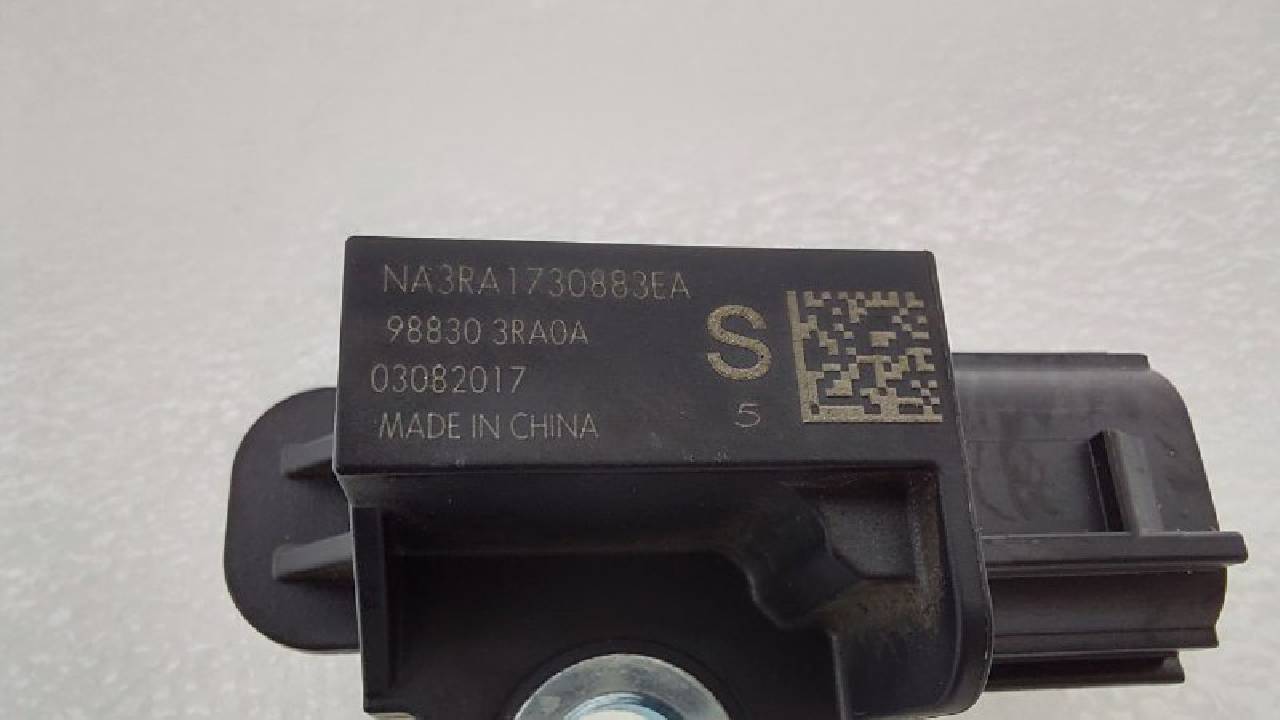 NA3RA1730883EA
98830 3RA0A
03082017
MADE IN CHINA
S
5